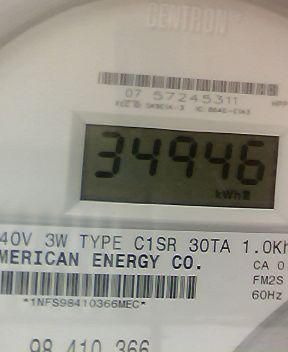 CENTRON
07 57245311
34946
kWh
40V 3W TYPE C1SR 30TA 1.0Kh
MERICAN ENERGY CO.
CA 0
FM2S
60Hz
*1NFS98410366MEC*
98 410 366